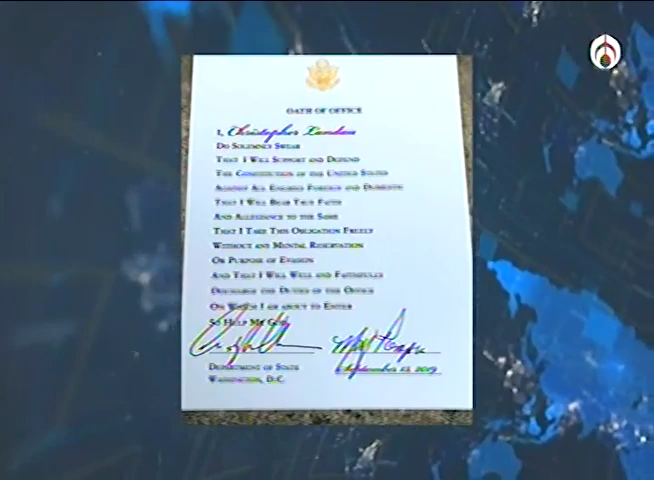 OATH OF OFFICE
I, Christopher Landau
DO SOLEMNLY SWEAR
THAT I WILL SUPPORT AND DEFEND
THE CONSTITUTION OF THE UNITED STATES
AGAINST ALL ENEMIES FOREIGN AND DOMESTIC
THAT I WILL BEAR TRUE FAITH
AND ALLEGIANCE TO THE SAME
THAT I TAKE THIS OBLIGATION FREELY
WITHOUT ANY MENTAL RESERVATION
OR PURPOSE OF EVASION
AND THAT I WILL WELL AND FAITHFULLY
DISCHARGE THE DUTIES OF THE OFFICE
ON WHICH I AM ABOUT TO ENTER
SO HELP ME GOD.
DEPARTMENT OF STATE
WASHINGTON, D.C.